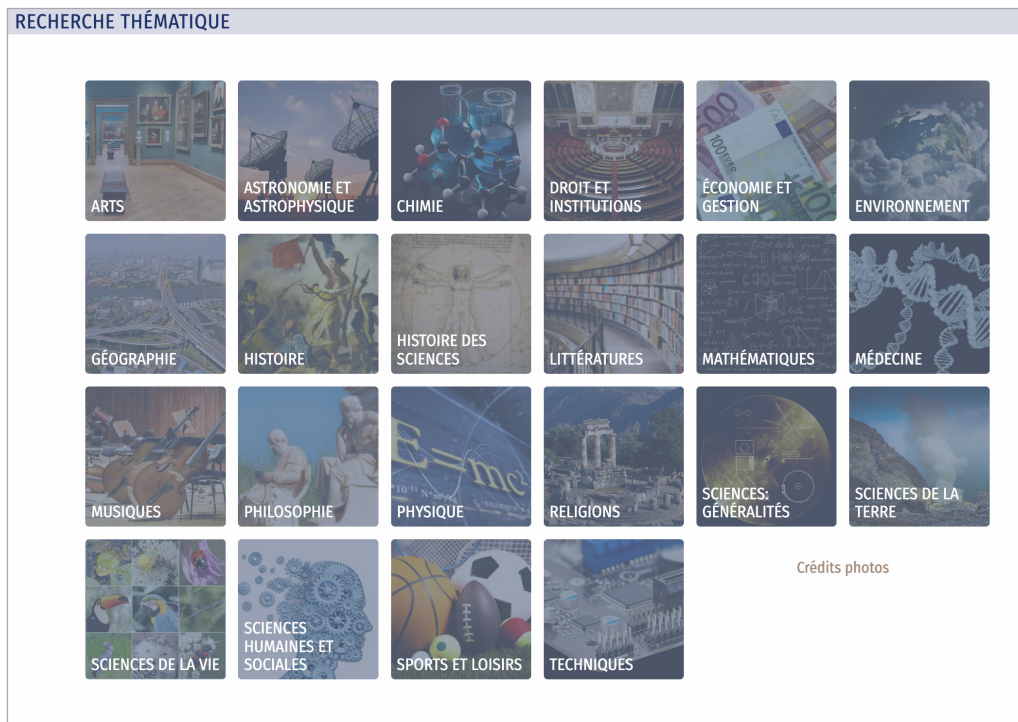 RECHERCHE THÉMATIQUE
ARTS
ASTRONOMIE ET
ASTROPHYSIQUE
CHIMIE
DROIT ET
INSTITUTIONS
ÉCONOMIE ET
GESTION
ENVIRONNEMENT
GÉOGRAPHIE
HISTOIRE
HISTOIRE DES
SCIENCES
LITTÉRATURES
MATHÉMATIQUES
MÉDECINE
MUSIQUES
PHILOSOPHIE
E=mc²
PHYSIQUE
RELIGIONS
SCIENCES:
GÉNÉRALITÉS
SCIENCES DE LA
TERRE
SCIENCES DE LA VIE
SCIENCES
HUMAINES ET
SOCIALES
SPORTS ET LOISIRS
TECHNIQUES
Crédits photos